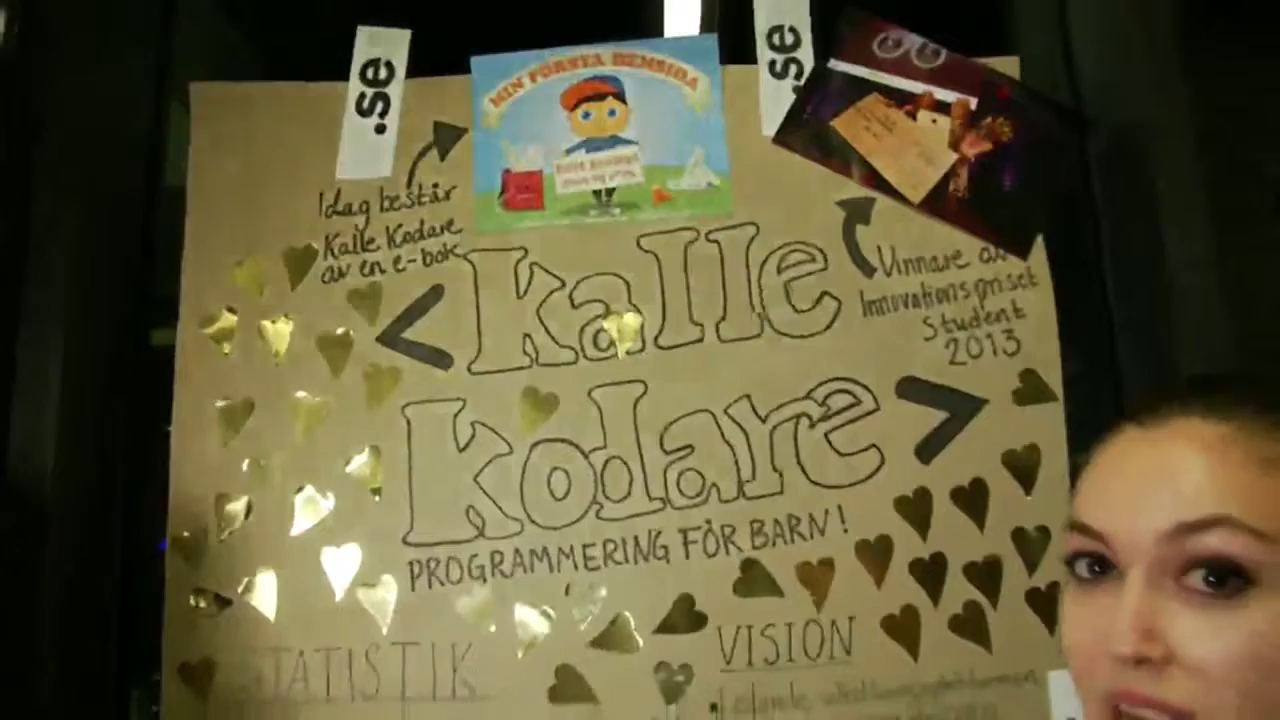 .se
.se
MIN FÖRSTA HEMSIDA
Idag består
Kalle Kodare
av en e-bok
Vinnare av
Innovationspriset
Student
2013
<Kalle
Kodare>
PROGRAMMERING FÖR BARN!
STATISTIK
VISION